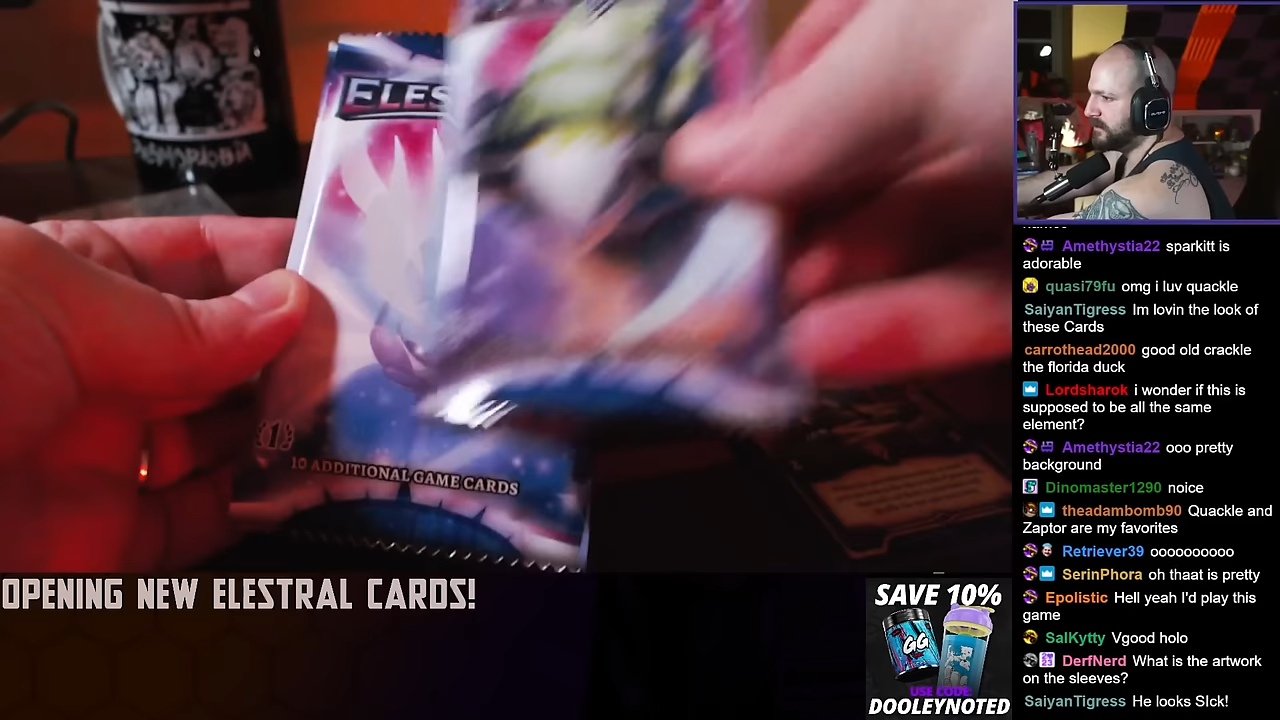 ELES
1
10 ADDITIONAL GAME CARDS
OPENING NEW ELESTRAL CARDS!
SAVE 10%
GG
USE CODE:
DOOLEYNOTED
Amethystia22 sparkitt is
adorable
quasi79fu omg i luv quackle
SaiyanTigress Im lovin the look of
these Cards
carrothead2000 good old crackle
the florida duck
Lordsharok i wonder if this is
supposed to be all the same
element?
Amethystia22 ooo pretty
background
Dinomaster1290 noice
theadambomb90 Quackle and
Zaptor are my favorites
Retriever39 oooooooooo
SerinPhora oh thaat is pretty
Epolistic Hell yeah I'd play this
game
SalKytty Vgood holo
DerfNerd What is the artwork
on the sleeves?
SaiyanTigress He looks SIck!